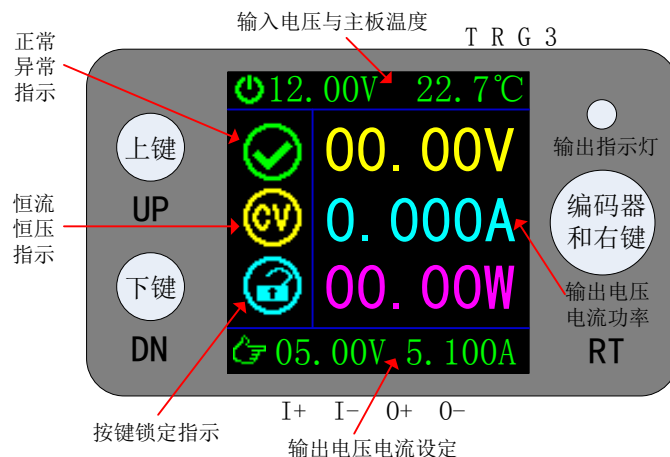 输入电压与主板温度
TRG3
正常
异常
指示
12.00V 22.7℃
上键
UP
00.00V
输出指示灯
恒流
恒压
指示
CV
0.000A
编码器
和右键
下键
DN
00.00W
输出电压
电流功率
RT
05.00V 5.100A
I+ I- O+ O-
按键锁定指示
输出电压电流设定